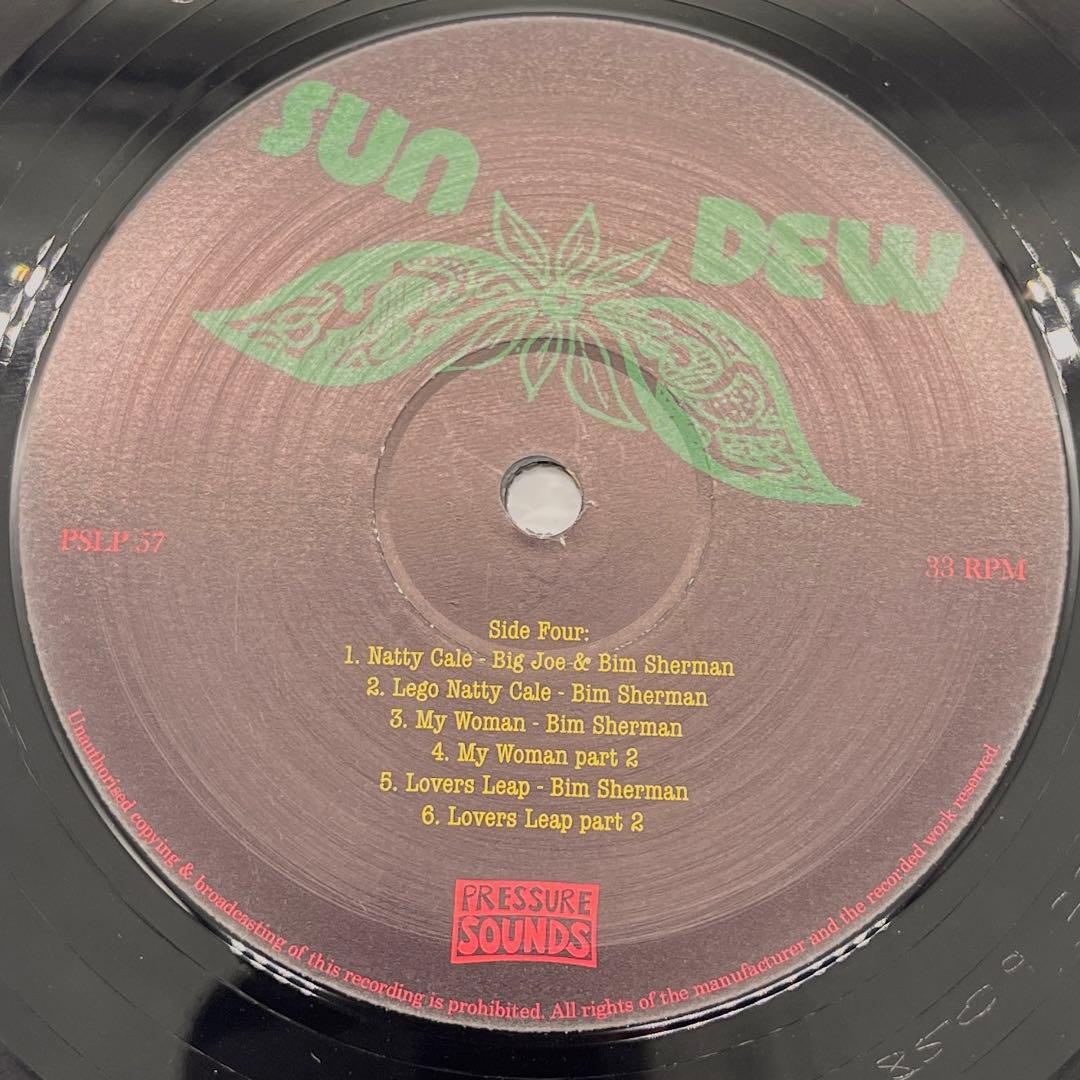 SUN
DEW
PSLP 57
33 RPM
Side Four:
1. Natty Cale - Big Joe & Bim Sherman
2. Lego Natty Cale - Bim Sherman
3. My Woman - Bim Sherman
4. My Woman part 2
5. Lovers Leap - Bim Sherman
6. Lovers Leap part 2
PRESSURE
SOUNDS
Unauthorised copying & broadcasting of this recording is prohibited. All rights of the manufacturer and the recorded work reserved.